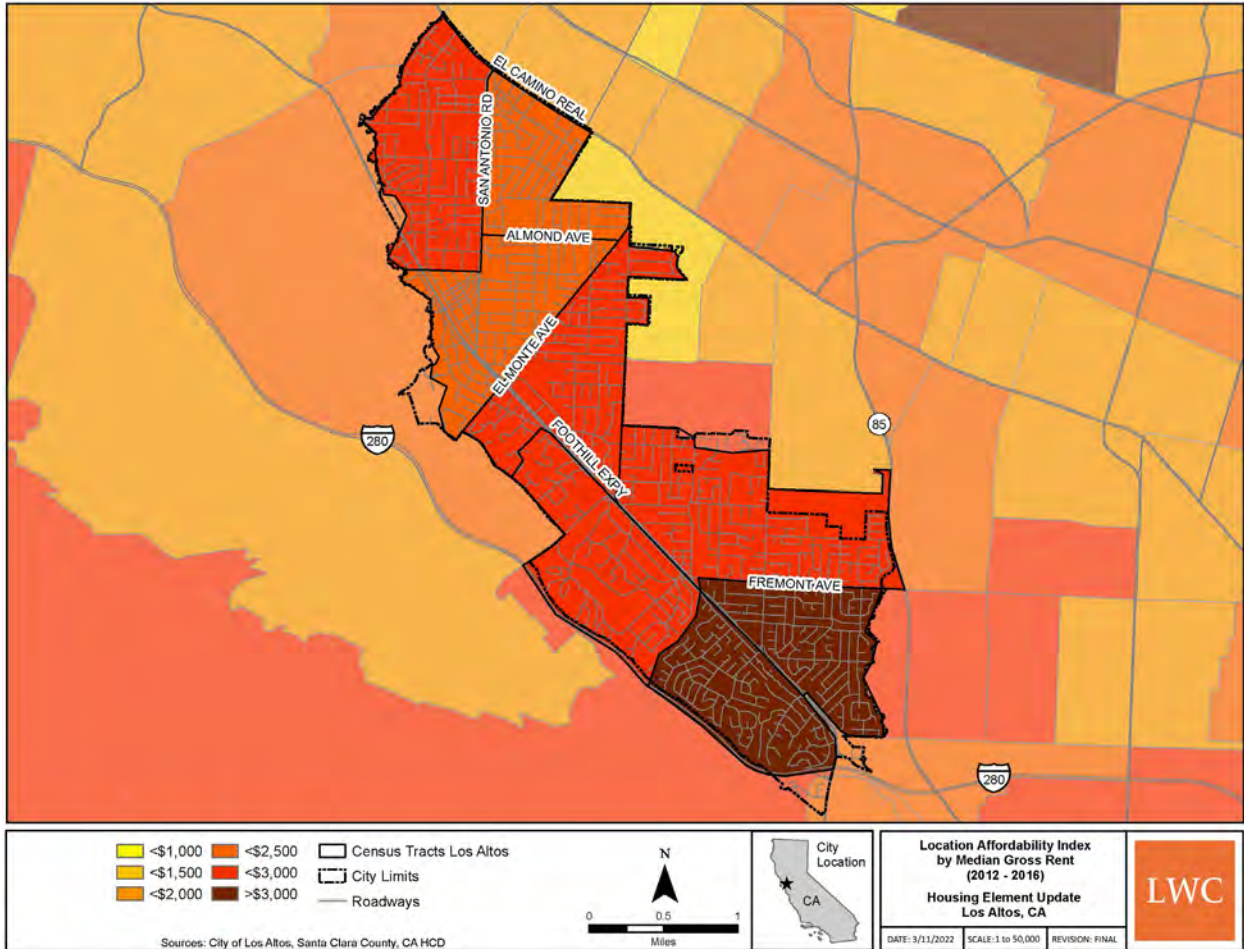 EL CAMINO REAL
SAN ANTONIO RD
ALMOND AVE
EL MONTE AVE
FOOTHILL EXPY
280
85
FREMONT AVE
280
<$1,000
<$1,500
<$2,000
<$2,500
<$3,000
>$3,000
Census Tracts Los Altos
City Limits
Roadways
Sources: City of Los Altos, Santa Clara County, CA HCD
N
0 0.5 1
Miles
City
Location
CA
Location Affordability Index
by Median Gross Rent
(2012 - 2016)
Housing Element Update
Los Altos, CA
DATE: 3/11/2022
SCALE:1 to 50,000
REVISION: FINAL
LWC